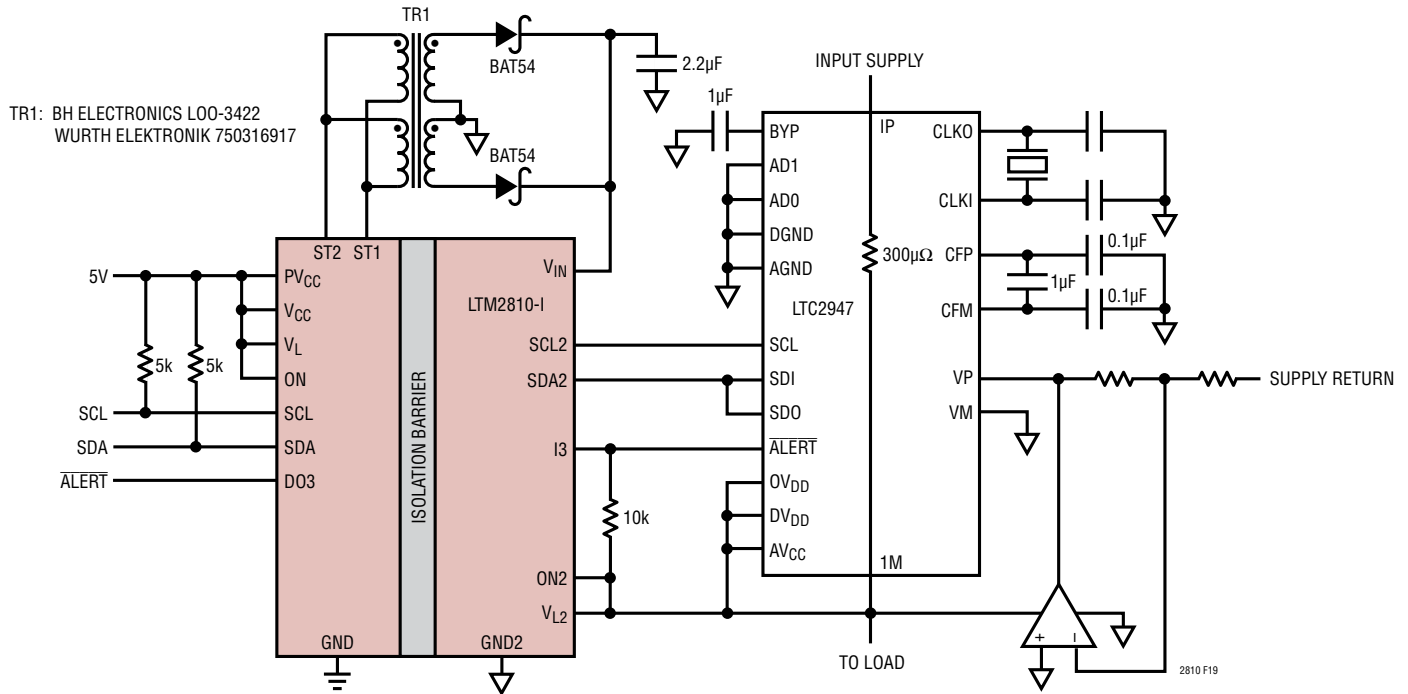 TR1
BAT54
2.2µF
TR1: BH ELECTRONICS LOO-3422
WURTH ELEKTRONIK 750316917
BAT54
INPUT SUPPLY
1µF
BYP
IP
CLKO
AD1
AD0
CLKI
DGND
AGND
300µΩ
CFP
0.1µF
1µF
CFM
0.1µF
LTC2947
ST2
ST1
5V
PVCC
VIN
LTM2810-I
VCC
VL
SCL2
SCL
5k
5k
ON
SDA2
SDI
VP
SUPPLY RETURN
SCL
SCL
SDO
VM
SDA
SDA
I3
ALERT
ALERT
DO3
ISOLATION BARRIER
OVDD
10k
DVDD
AVCC
1M
ON2
VL2
GND
GND2
TO LOAD
+
–
2810 F19